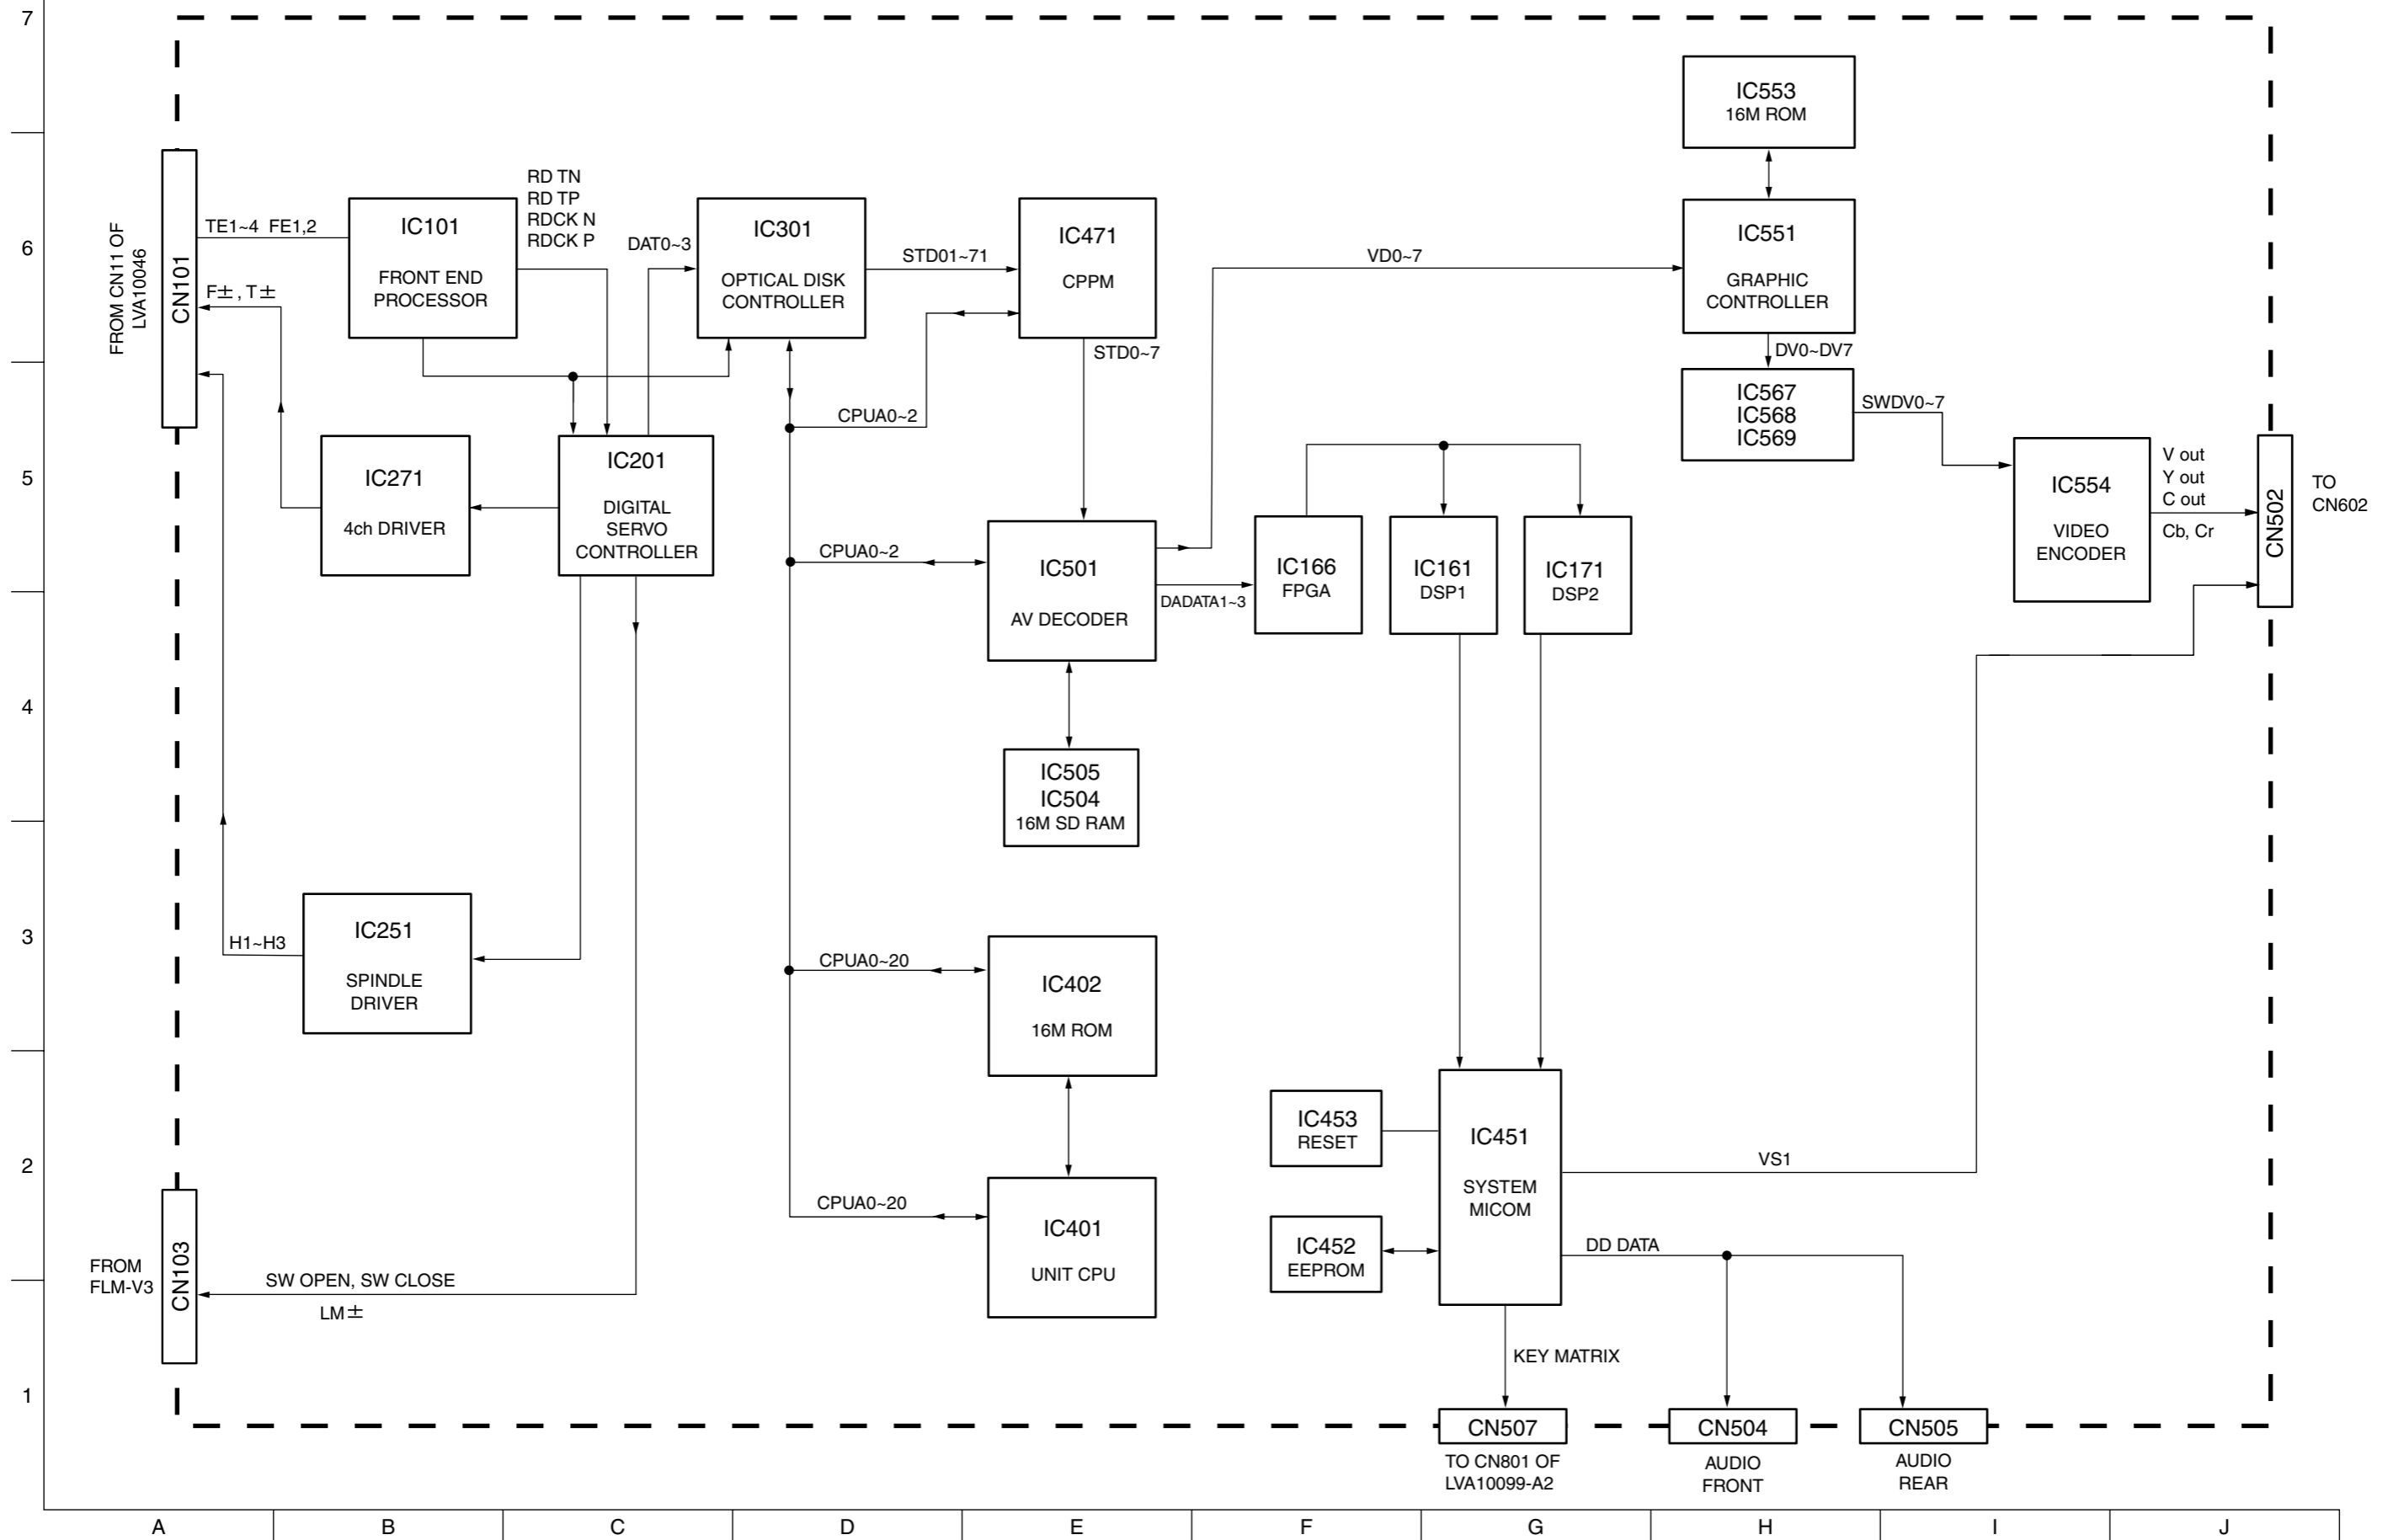 7
6
5
4
3
2
1
FROM CN11 OF
LVA10046
CN101
TE1~4 FE1,2
F±, T±
IC101
FRONT END
PROCESSOR
RD TN
RD TP
RDCK N
RDCK P
DAT0~3
IC301
OPTICAL DISK
CONTROLLER
STD01~71
IC471
CPPM
STD0~7
VD0~7
IC553
16M ROM
IC551
GRAPHIC
CONTROLLER
DV0~DV7
IC567
IC568
IC569
SWDV0~7
IC554
VIDEO
ENCODER
V out
Y out
C out
Cb, Cr
CN502
TO
CN602
IC271
4ch DRIVER
IC201
DIGITAL
SERVO
CONTROLLER
CPUA0~2
CPUA0~2
IC501
AV DECODER
DADATA1~3
IC166
FPGA
IC161
DSP1
IC171
DSP2
IC505
IC504
16M SD RAM
H1~H3
IC251
SPINDLE
DRIVER
CPUA0~20
IC402
16M ROM
CPUA0~20
IC401
UNIT CPU
IC453
RESET
IC452
EEPROM
IC451
SYSTEM
MICOM
VS1
DD DATA
KEY MATRIX
FROM
FLM-V3
CN103
SW OPEN, SW CLOSE
LM±
CN507
TO CN801 OF
LVA10099-A2
CN504
AUDIO
FRONT
CN505
AUDIO
REAR
A B C D E F G H I J